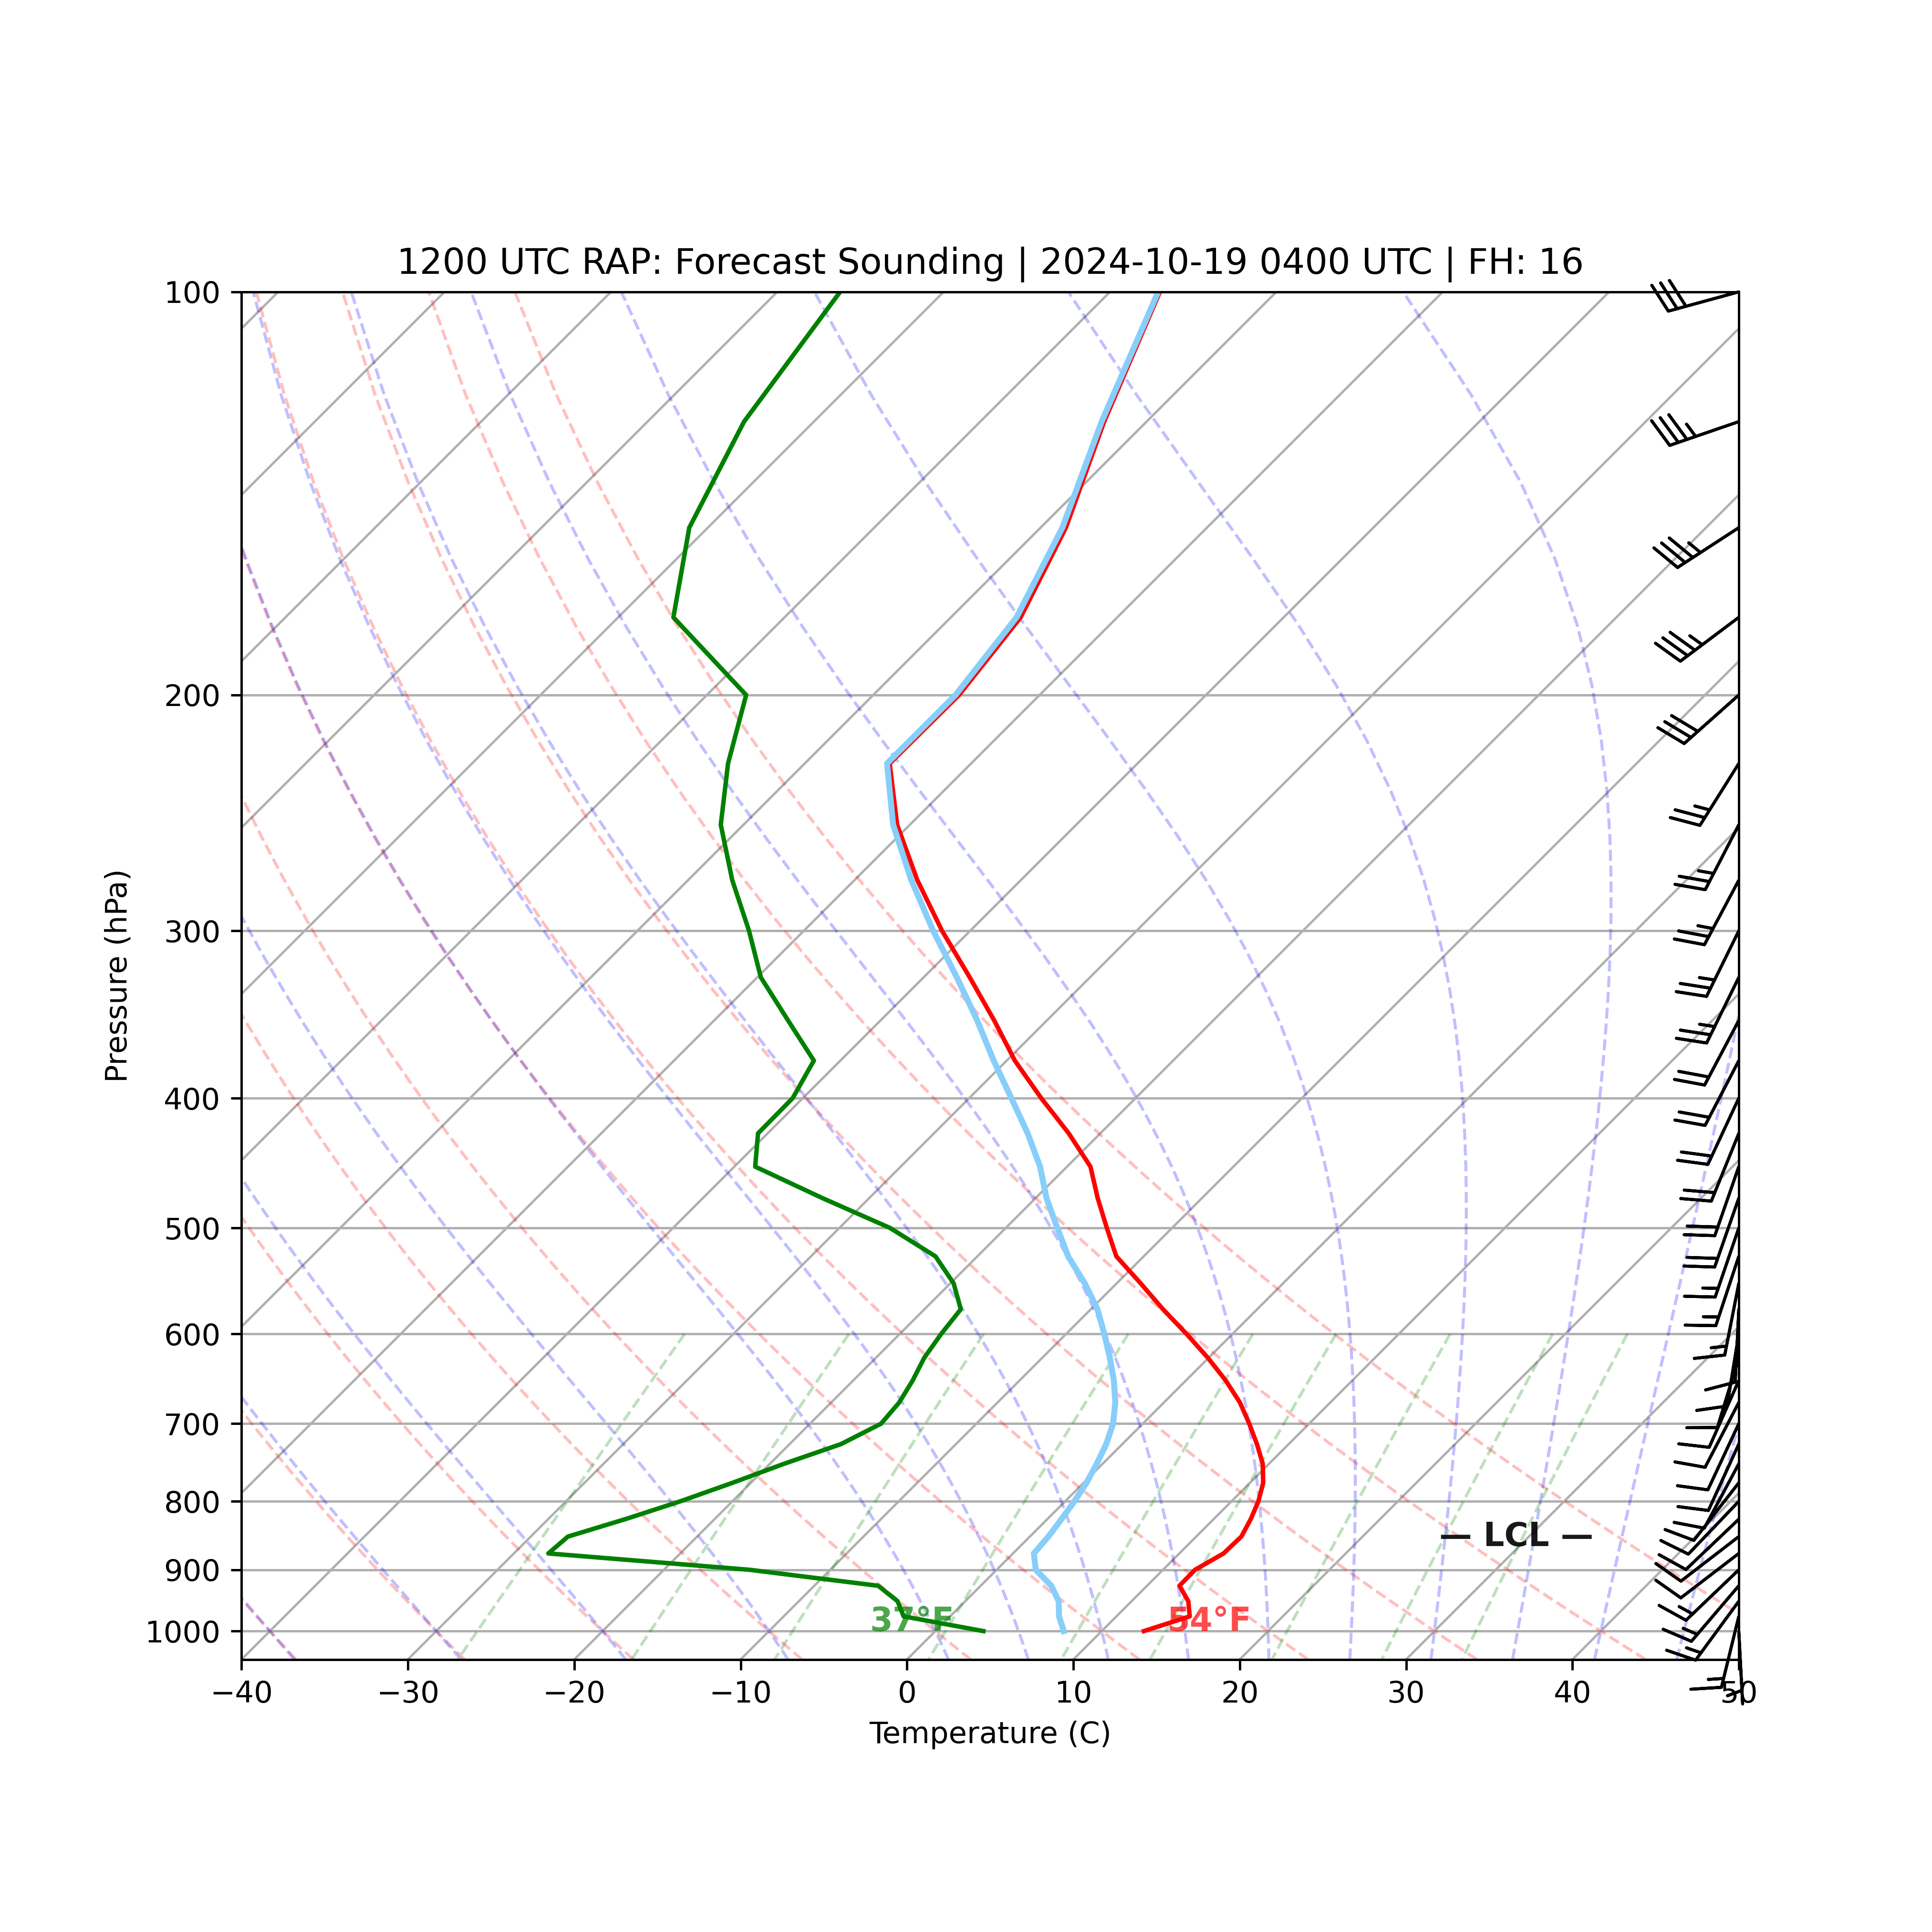 1200 UTC RAP: Forecast Sounding | 2024-10-19 0400 UTC | FH: 16
100
200
300
400
500
600
700
800
900
1000
Pressure (hPa)
— LCL —
37°F
54°F
−40 −30 −20 −10 0 10 20 30 40 50
Temperature (C)